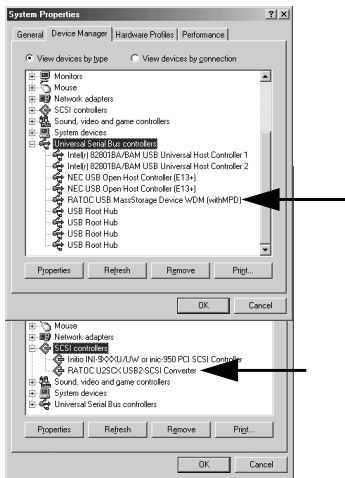 System Properties
General Device Manager Hardware Profiles Performance
View devices by type View devices by connection
Monitors
Mouse
Network adapters
SCSI controllers
Sound, video and game controllers
System devices
Universal Serial Bus controllers
Intel(r) 82801BA/BAM USB Universal Host Controller 1
Intel(r) 82801BA/BAM USB Universal Host Controller 2
NEC USB Open Host Controller (E13+)
NEC USB Open Host Controller (E13+)
RATOC USB MassStorage Device WDM (withMPD)
USB Root Hub
USB Root Hub
USB Root Hub
USB Root Hub
Properties Refresh Remove Print...
OK Cancel
Mouse
Network adapters
SCSI controllers
Initio INI-9XXXU/UW or inic-950 PCI SCSI Controller
RATOC U2SCX USB2-SCSI Converter
Sound, video and game controllers
System devices
Universal Serial Bus controllers
Properties Refresh Remove Print...
OK Cancel